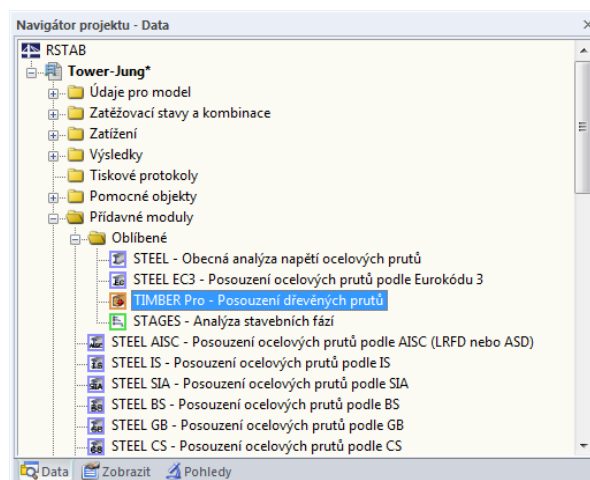 Navigátor projektu - Data
RSTAB
Tower-Jung*
Údaje pro model
Zatěžovací stavy a kombinace
Zatížení
Výsledky
Tiskové protokoly
Pomocné objekty
Přídavné moduly
Oblíbené
STEEL - Obecná analýza napětí ocelových prutů
STEEL EC3 - Posouzení ocelových prutů podle Eurokódu 3
TIMBER Pro - Posouzení dřevěných prutů
STAGES - Analýza stavebních fází
STEEL AISC - Posouzení ocelových prutů podle AISC (LRFD nebo ASD)
STEEL IS - Posouzení ocelových prutů podle IS
STEEL SIA - Posouzení ocelových prutů podle SIA
STEEL BS - Posouzení ocelových prutů podle BS
STEEL GB - Posouzení ocelových prutů podle GB
STEEL CS - Posouzení ocelových prutů podle CS
Data Zobrazit Pohledy